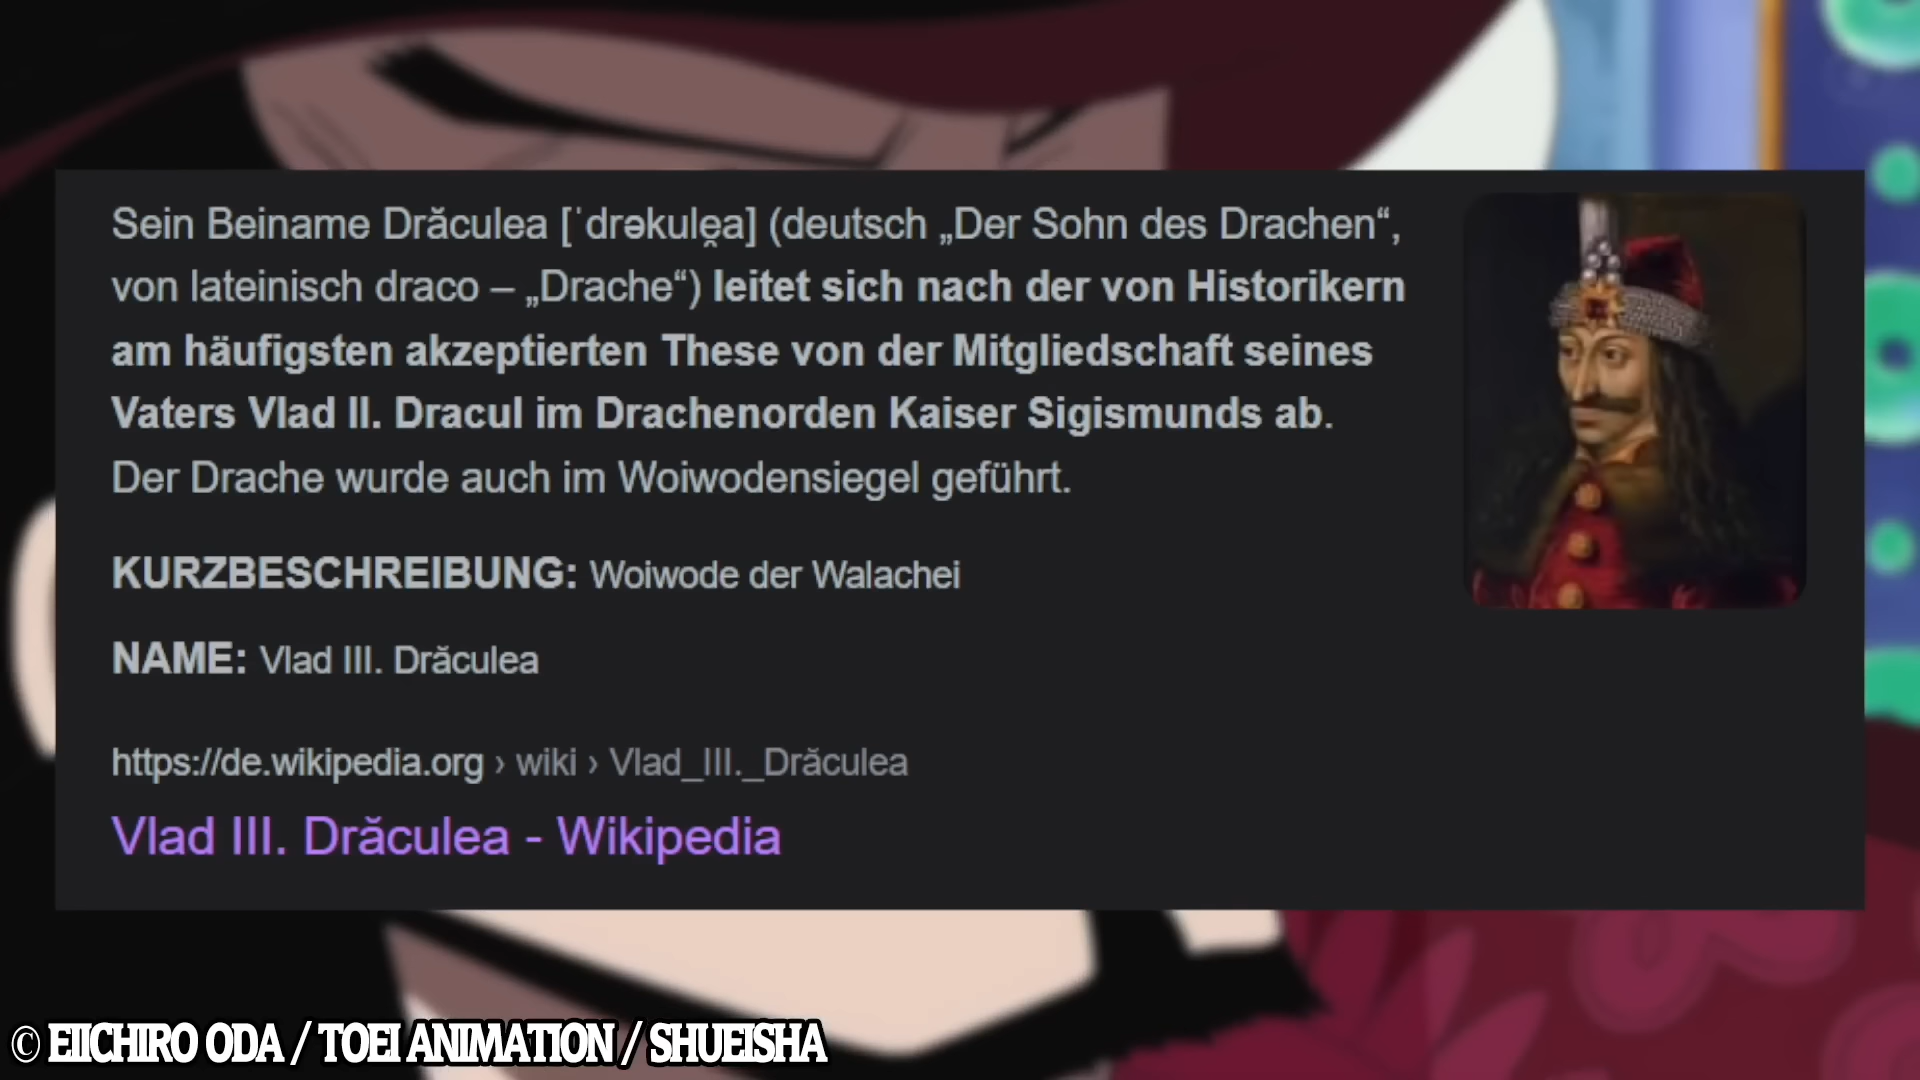 Sein Beiname Drăculea [ˈdrəkule̯a] (deutsch „Der Sohn des Drachen“,
von lateinisch draco – „Drache“) leitet sich nach der von Historikern
am häufigsten akzeptierten These von der Mitgliedschaft seines
Vaters Vlad II. Dracul im Drachenorden Kaiser Sigismunds ab.
Der Drache wurde auch im Woiwodensiegel geführt.
KURZBESCHREIBUNG: Woiwode der Walachei
NAME: Vlad III. Drăculea
https://de.wikipedia.org › wiki › Vlad_III._Drăculea
Vlad III. Drăculea - Wikipedia
© EIICHIRO ODA / TOEI ANIMATION / SHUEISHA